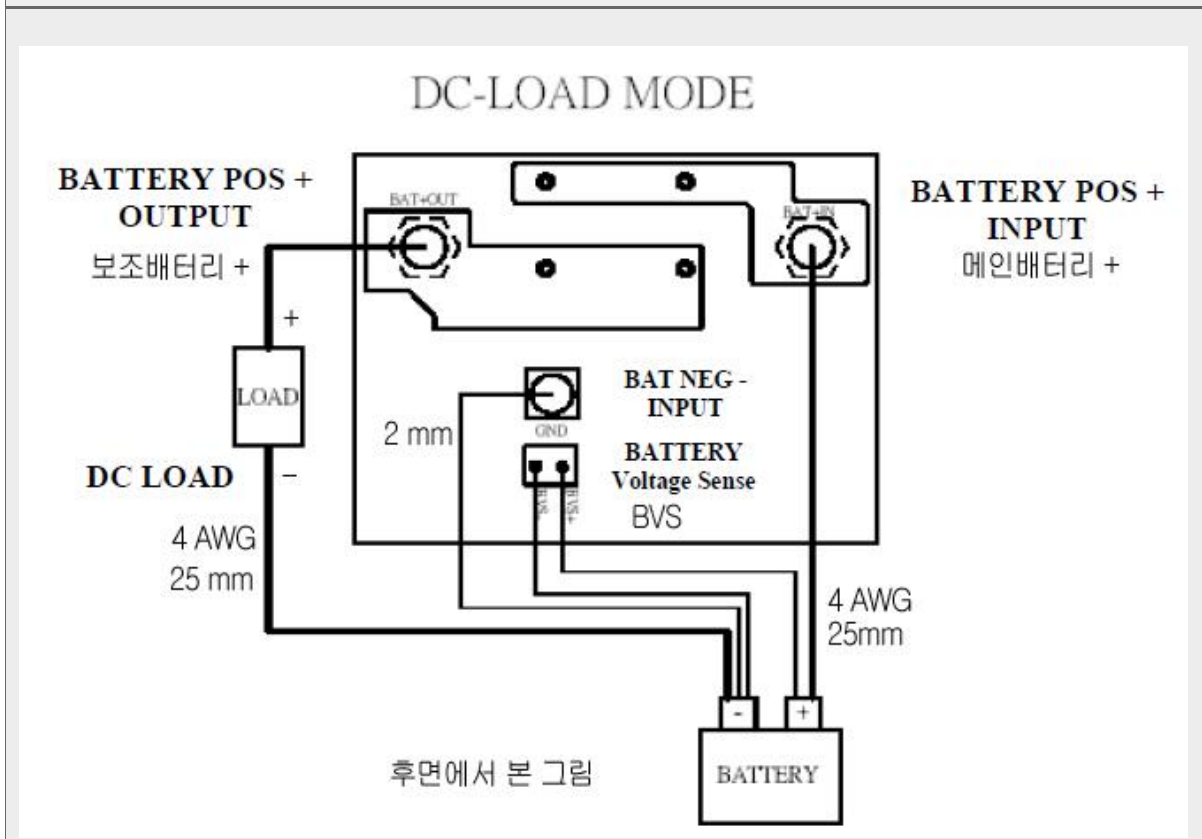 DC-LOAD MODE
BATTERY POS +
OUTPUT
보조배터리 +
BAT+OUT
BAT+IN
BATTERY POS +
INPUT
메인배터리 +
+
LOAD
-
DC LOAD
4 AWG
25 mm
2 mm
GND
BAT NEG -
INPUT
BATTERY
Voltage Sense
BVS
BVS-
BVS+
4 AWG
25mm
-
+
BATTERY
후면에서 본 그림